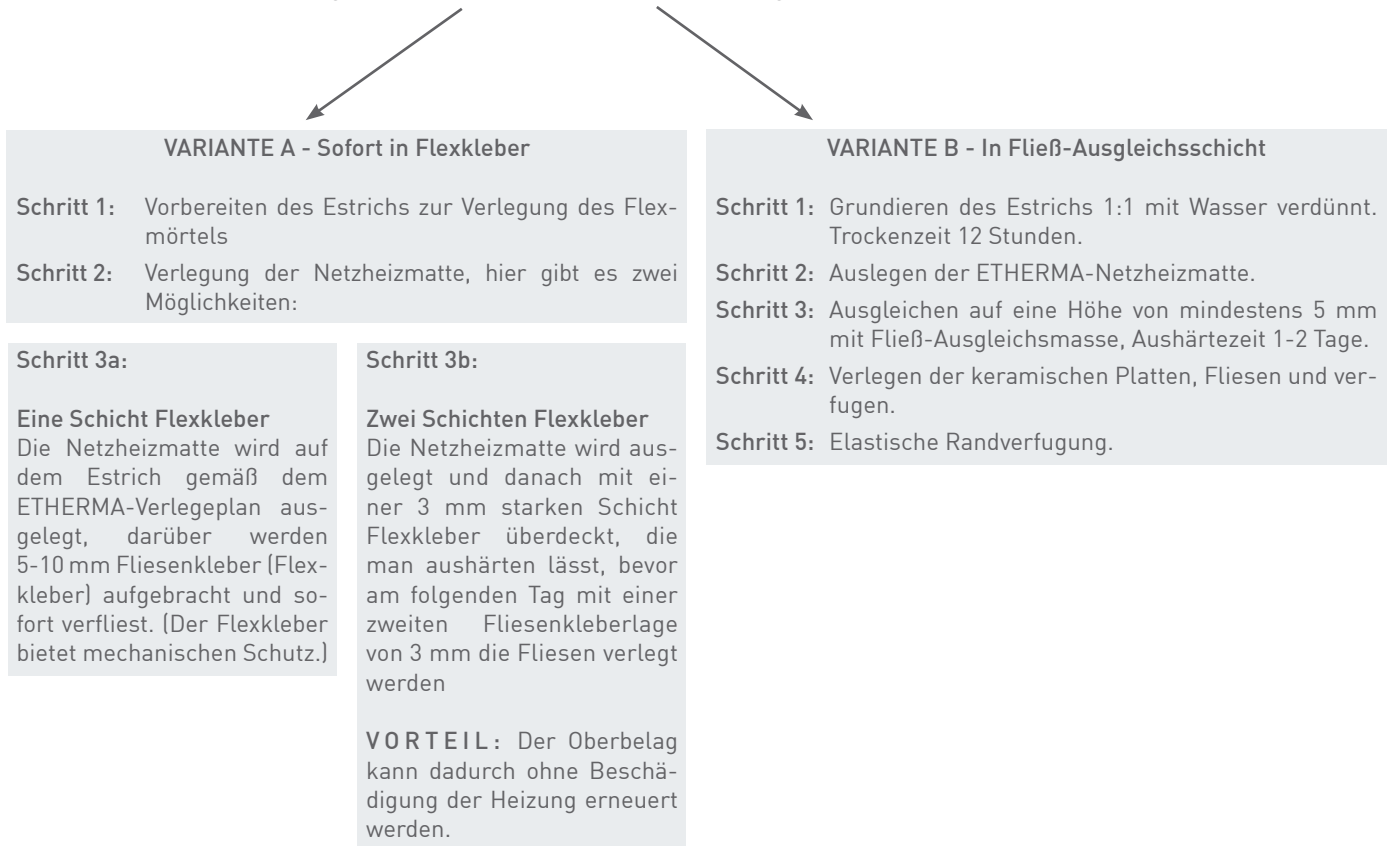 VARIANTE A - Sofort in Flexkleber
Schritt 1: Vorbereiten des Estrichs zur Verlegung des Flex-
mörtels
Schritt 2: Verlegung der Netzheizmatte, hier gibt es zwei
Möglichkeiten:
Schritt 3a:
Eine Schicht Flexkleber
Die Netzheizmatte wird auf
dem Estrich gemäß dem
ETHERMA-Verlegeplan aus-
gelegt, darüber werden
5-10 mm Fliesenkleber (Flex-
kleber) aufgebracht und so-
fort verfliest. (Der Flexkleber
bietet mechanischen Schutz.)
Schritt 3b:
Zwei Schichten Flexkleber
Die Netzheizmatte wird aus-
gelegt und danach mit ei-
ner 3 mm starken Schicht
Flexkleber überdeckt, die
man aushärten lässt, bevor
am folgenden Tag mit einer
zweiten Fliesenkleberlage
von 3 mm die Fliesen verlegt
werden
VORTEIL: Der Oberbelag
kann dadurch ohne Beschä-
digung der Heizung erneuert
werden.
VARIANTE B - In Fließ-Ausgleichsschicht
Schritt 1: Grundieren des Estrichs 1:1 mit Wasser verdünnt.
Trockenzeit 12 Stunden.
Schritt 2: Auslegen der ETHERMA-Netzheizmatte.
Schritt 3: Ausgleichen auf eine Höhe von mindestens 5 mm
mit Fließ-Ausgleichsmasse, Aushärtezeit 1-2 Tage.
Schritt 4: Verlegen der keramischen Platten, Fliesen und ver-
fugen.
Schritt 5: Elastische Randverfugung.